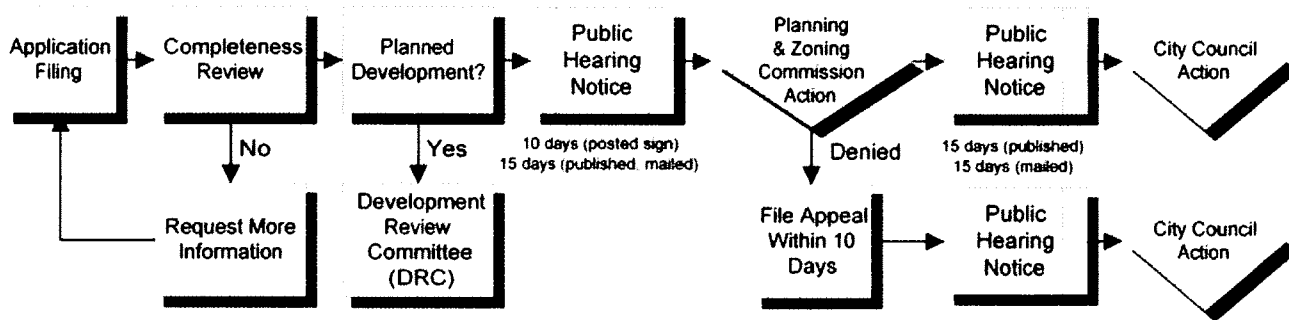 Application
Filing
Completeness
Review
Planned
Development?
Public
Hearing
Notice
10 days (posted sign)
15 days (published, mailed)
Planning
& Zoning
Commission
Action
Public
Hearing
Notice
15 days (published)
15 days (mailed)
City Council
Action
No
Yes
Denied
Request More
Information
Development
Review
Committee
(DRC)
File Appeal
Within 10
Days
Public
Hearing
Notice
City Council
Action